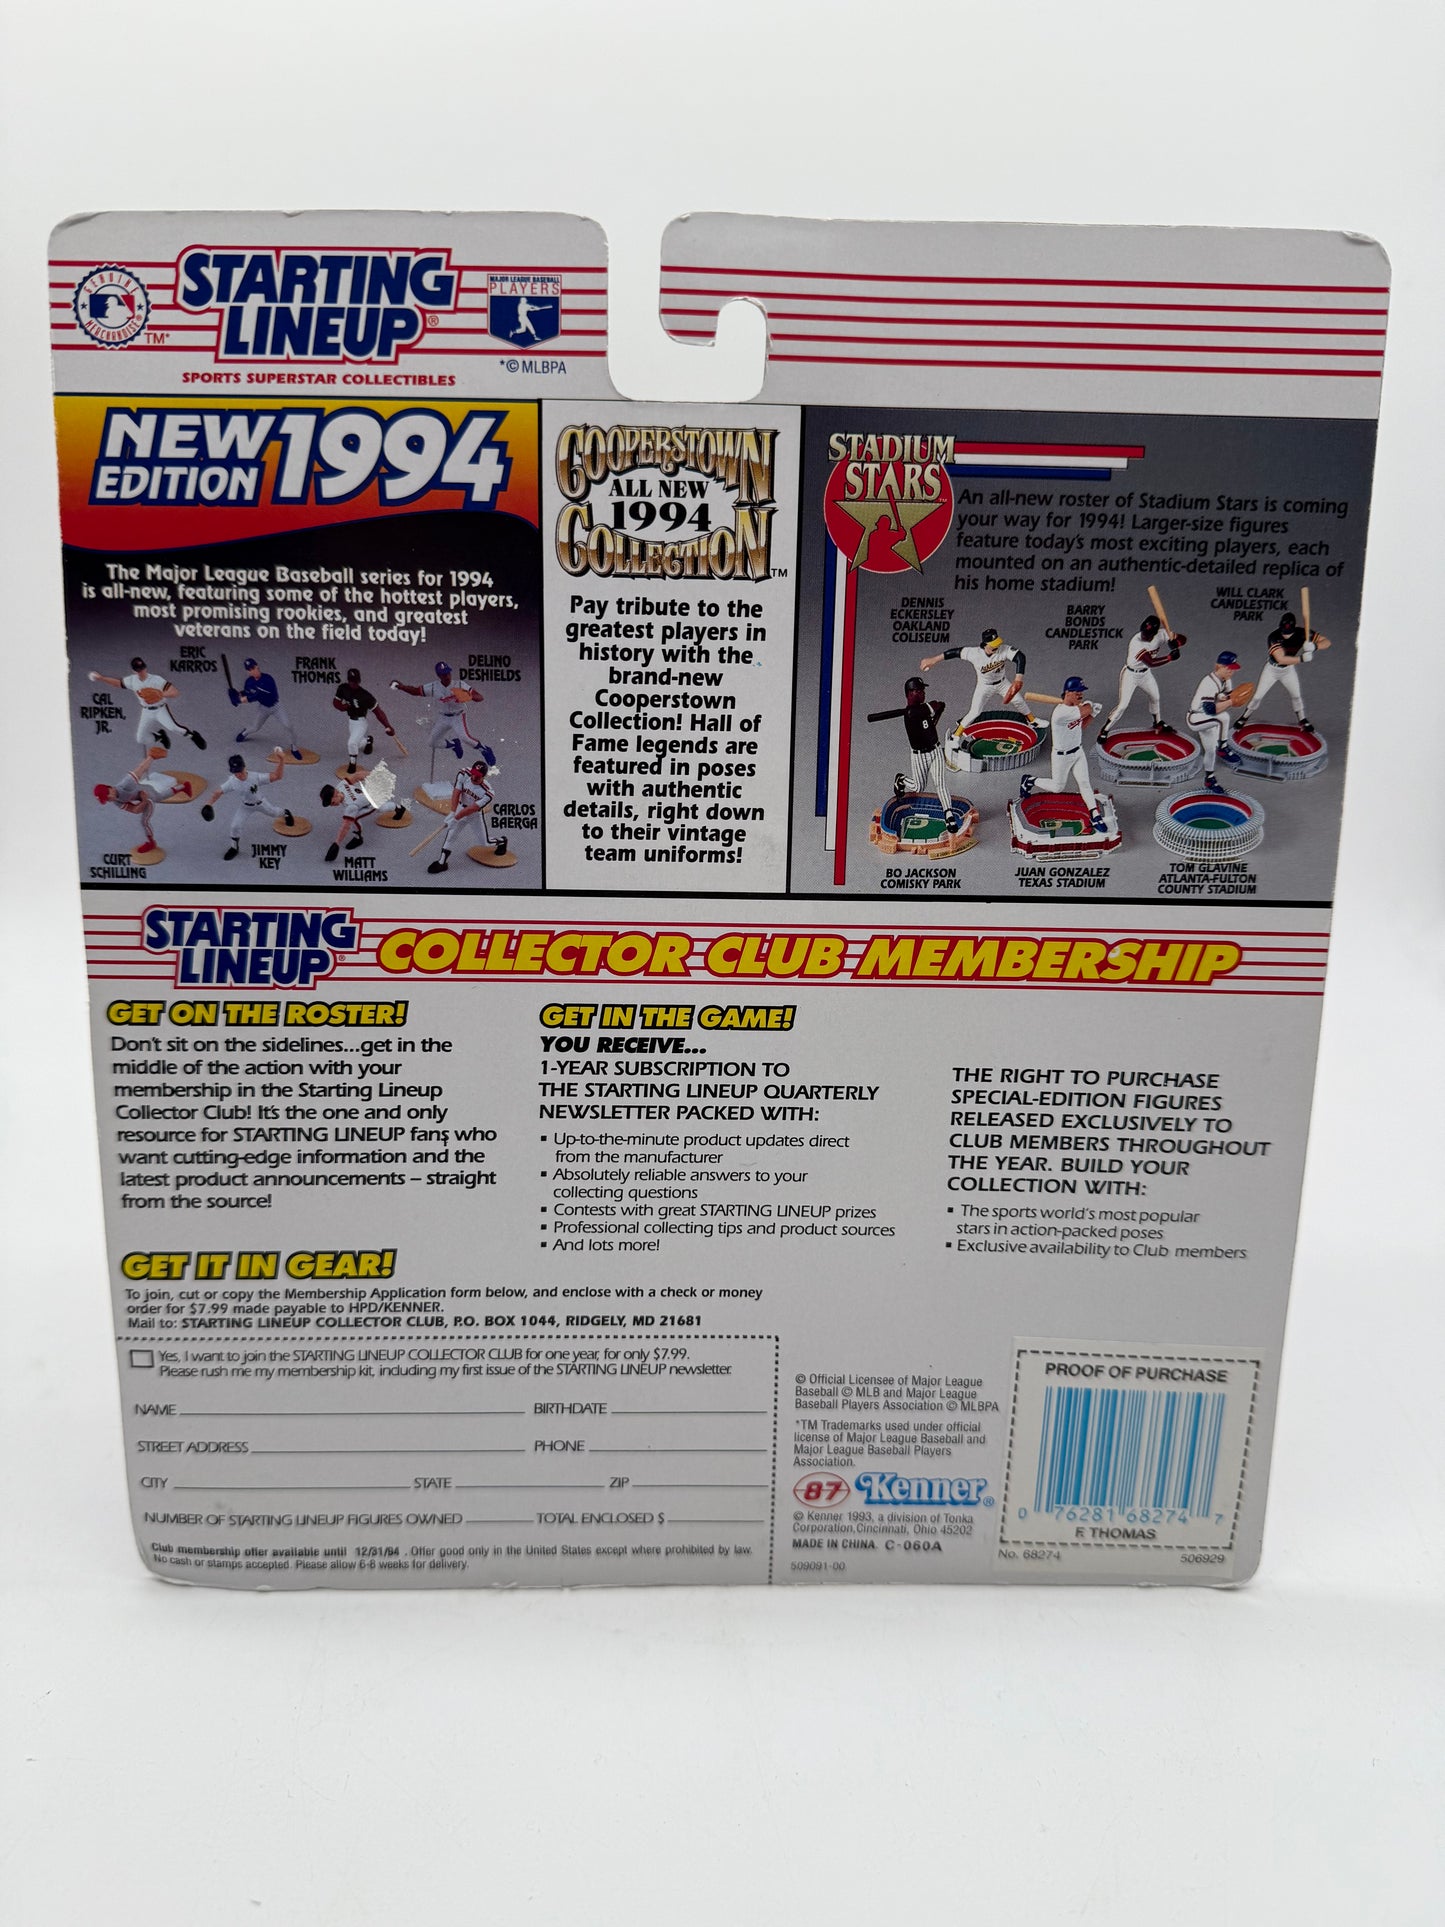 GENUINE MERCHANDISE
TM*
STARTING
LINEUP®
SPORTS SUPERSTAR COLLECTIBLES
MAJOR LEAGUE BASEBALL
PLAYERS
*©MLBPA
NEW
EDITION
1994
The Major League Baseball series for 1994
is all-new, featuring some of the hottest players,
most promising rookies, and greatest
veterans on the field today!
CAL
RIPKEN,
JR.
ERIC
KARROS
FRANK
THOMAS
DELINO
DESHIELDS
CURT
SCHILLING
JIMMY
KEY
MATT
WILLIAMS
CARLOS
BAERGA
COOPERSTOWN
ALL NEW
1994
COLLECTION™
Pay tribute to the
greatest players in
history with the
brand-new
Cooperstown
Collection! Hall of
Fame legends are
featured in poses
with authentic
details, right down
to their vintage
team uniforms!
STADIUM
STARS™
An all-new roster of Stadium Stars is coming
your way for 1994! Larger-size figures
feature today's most exciting players, each
mounted on an authentic-detailed replica of
his home stadium!
DENNIS
ECKERSLEY
OAKLAND
COLISEUM
BARRY
BONDS
CANDLESTICK
PARK
WILL CLARK
CANDLESTICK
PARK
BO JACKSON
COMISKY PARK
JUAN GONZALEZ
TEXAS STADIUM
TOM GLAVINE
ATLANTA-FULTON
COUNTY STADIUM
STARTING
LINEUP®
COLLECTOR CLUB MEMBERSHIP
GET ON THE ROSTER!
Don't sit on the sidelines...get in the
middle of the action with your
membership in the Starting Lineup
Collector Club! It's the one and only
resource for STARTING LINEUP fans who
want cutting-edge information and the
latest product announcements – straight
from the source!
GET IN THE GAME!
YOU RECEIVE...
1-YEAR SUBSCRIPTION TO
THE STARTING LINEUP QUARTERLY
NEWSLETTER PACKED WITH:
▪ Up-to-the-minute product updates direct
from the manufacturer
▪ Absolutely reliable answers to your
collecting questions
▪ Contests with great STARTING LINEUP prizes
▪ Professional collecting tips and product sources
▪ And lots more!
THE RIGHT TO PURCHASE
SPECIAL-EDITION FIGURES
RELEASED EXCLUSIVELY TO
CLUB MEMBERS THROUGHOUT
THE YEAR. BUILD YOUR
COLLECTION WITH:
▪ The sports world's most popular
stars in action-packed poses
▪ Exclusive availability to Club members
GET IT IN GEAR!
To join, cut or copy the Membership Application form below, and enclose with a check or money
order for $7.99 made payable to HPD/KENNER.
Mail to: STARTING LINEUP COLLECTOR CLUB, P.O. BOX 1044, RIDGELY, MD 21681
Yes, I want to join the STARTING LINEUP COLLECTOR CLUB for one year, for only $7.99.
Please rush me my membership kit, including my first issue of the STARTING LINEUP newsletter.
NAME BIRTHDATE
STREET ADDRESS PHONE
CITY STATE ZIP
NUMBER OF STARTING LINEUP FIGURES OWNED TOTAL ENCLOSED $
Club membership offer available until 12/31/94 . Offer good only in the United States except where prohibited by law.
No cash or stamps accepted. Please allow 6-8 weeks for delivery.
© Official Licensee of Major League
Baseball © MLB and Major League
Baseball Players Association © MLBPA
*TM Trademarks used under official
license of Major League Baseball and
Major League Baseball Players
Association.
87 Kenner®
© Kenner 1993, a division of Tonka
Corporation, Cincinnati, Ohio 45202
MADE IN CHINA. C-060A
509091-00
PROOF OF PURCHASE
0 76281 68274 7
F. THOMAS
No. 68274 506929